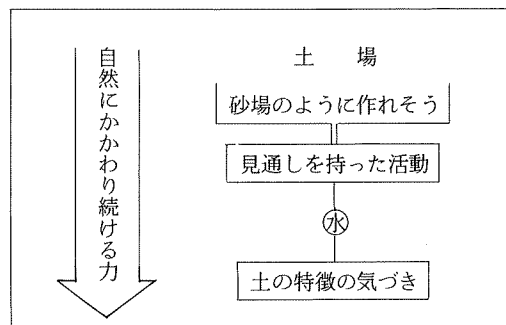 自然にかかわり続ける力
土　場
砂場のように作れそう
見通しを持った活動
水
土の特徴の気づき